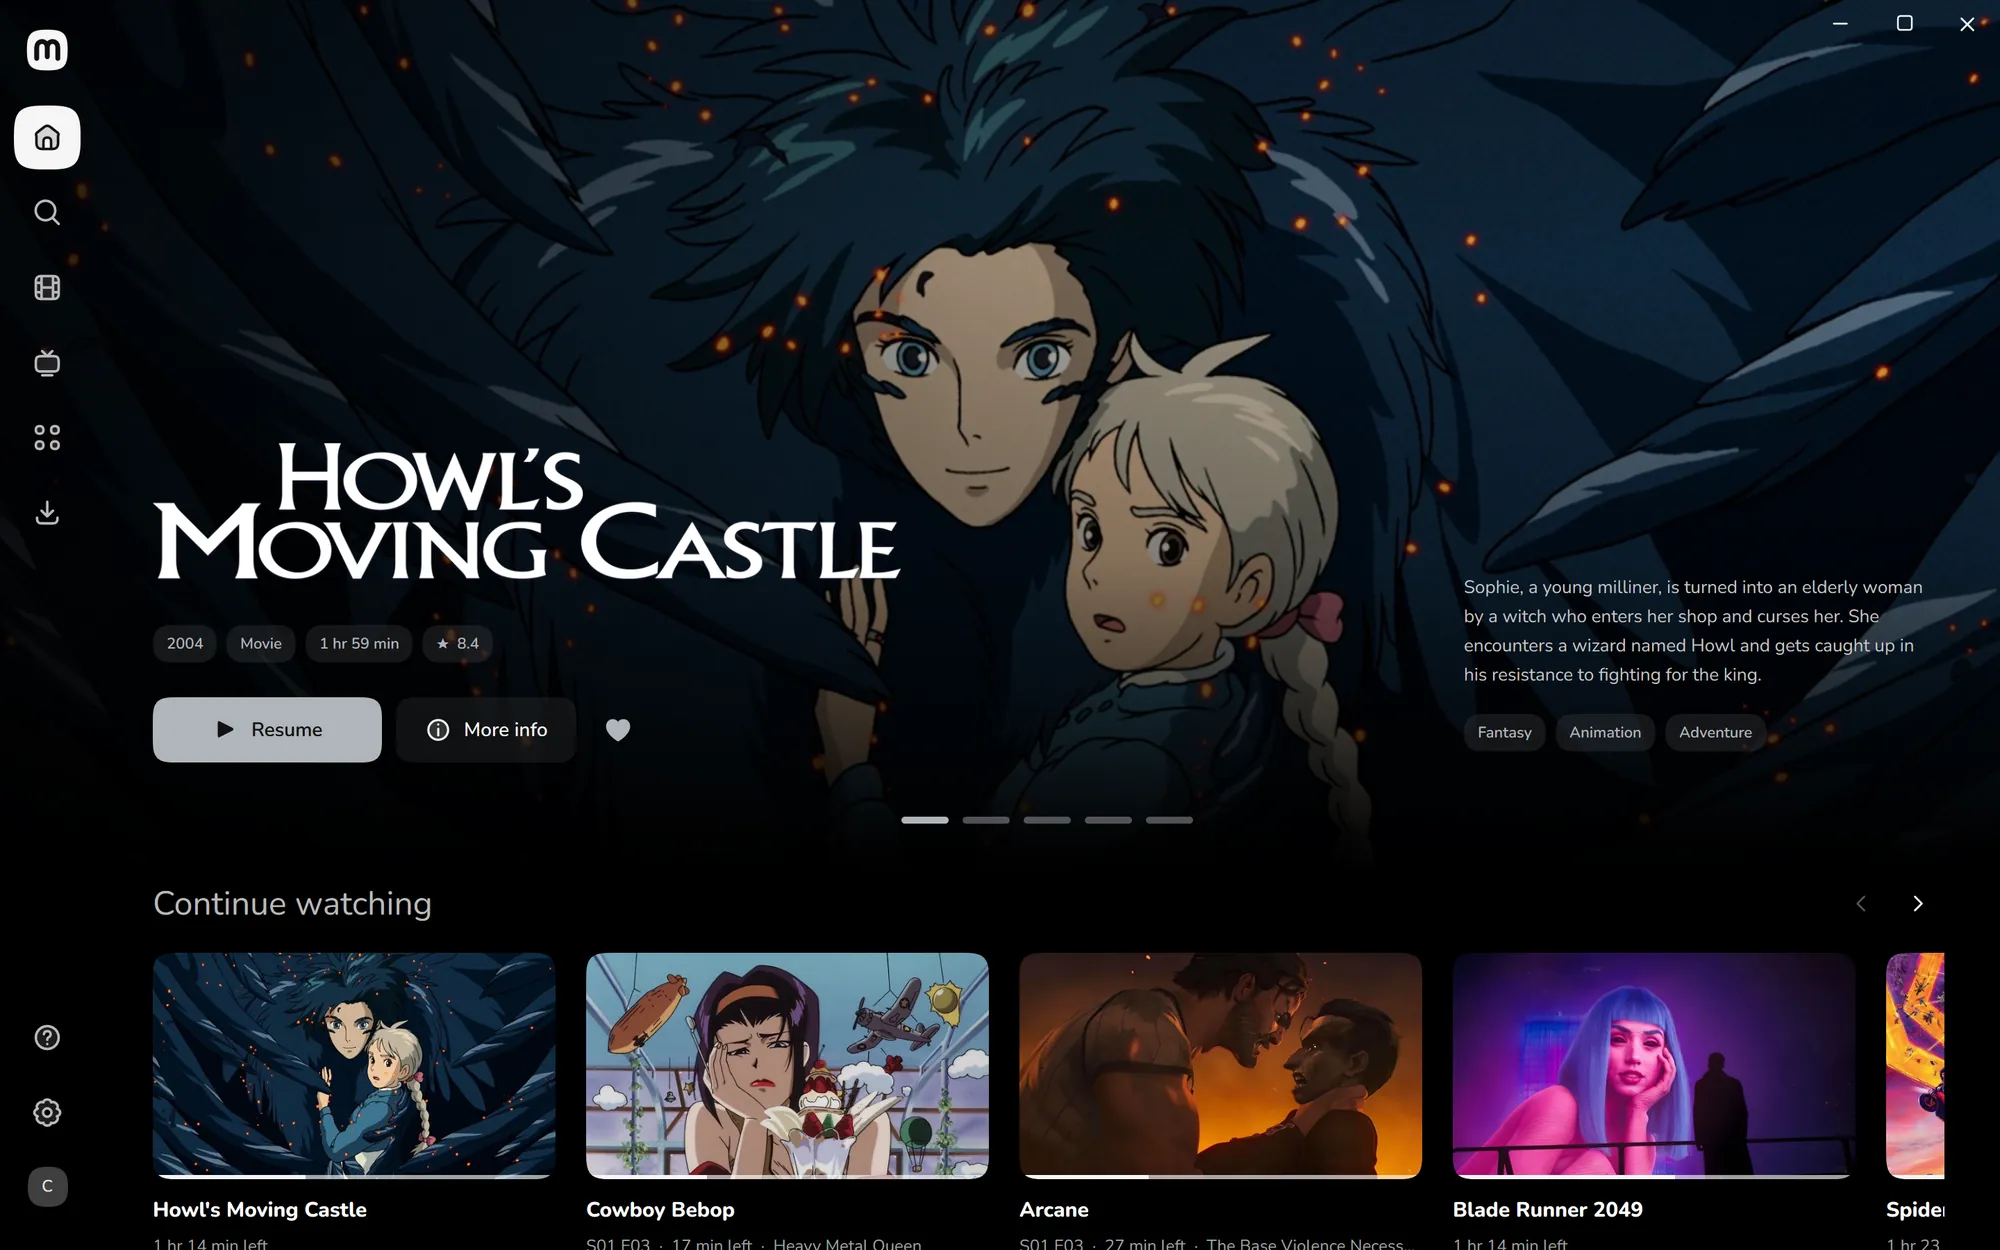 m
HOWL'S
MOVING CASTLE
2004 Movie 1 hr 59 min ★ 8.4
Resume More info
Sophie, a young milliner, is turned into an elderly woman
by a witch who enters her shop and curses her. She
encounters a wizard named Howl and gets caught up in
his resistance to fighting for the king.
Fantasy Animation Adventure
Continue watching
Howl's Moving Castle
1 hr 14 min left
Cowboy Bebop
S01 E03 · 17 min left · Heavy Metal Queen
Arcane
S01 E03 · 27 min left · The Base Violence Necess...
Blade Runner 2049
1 hr 14 min left
Spider
1 hr 23
C